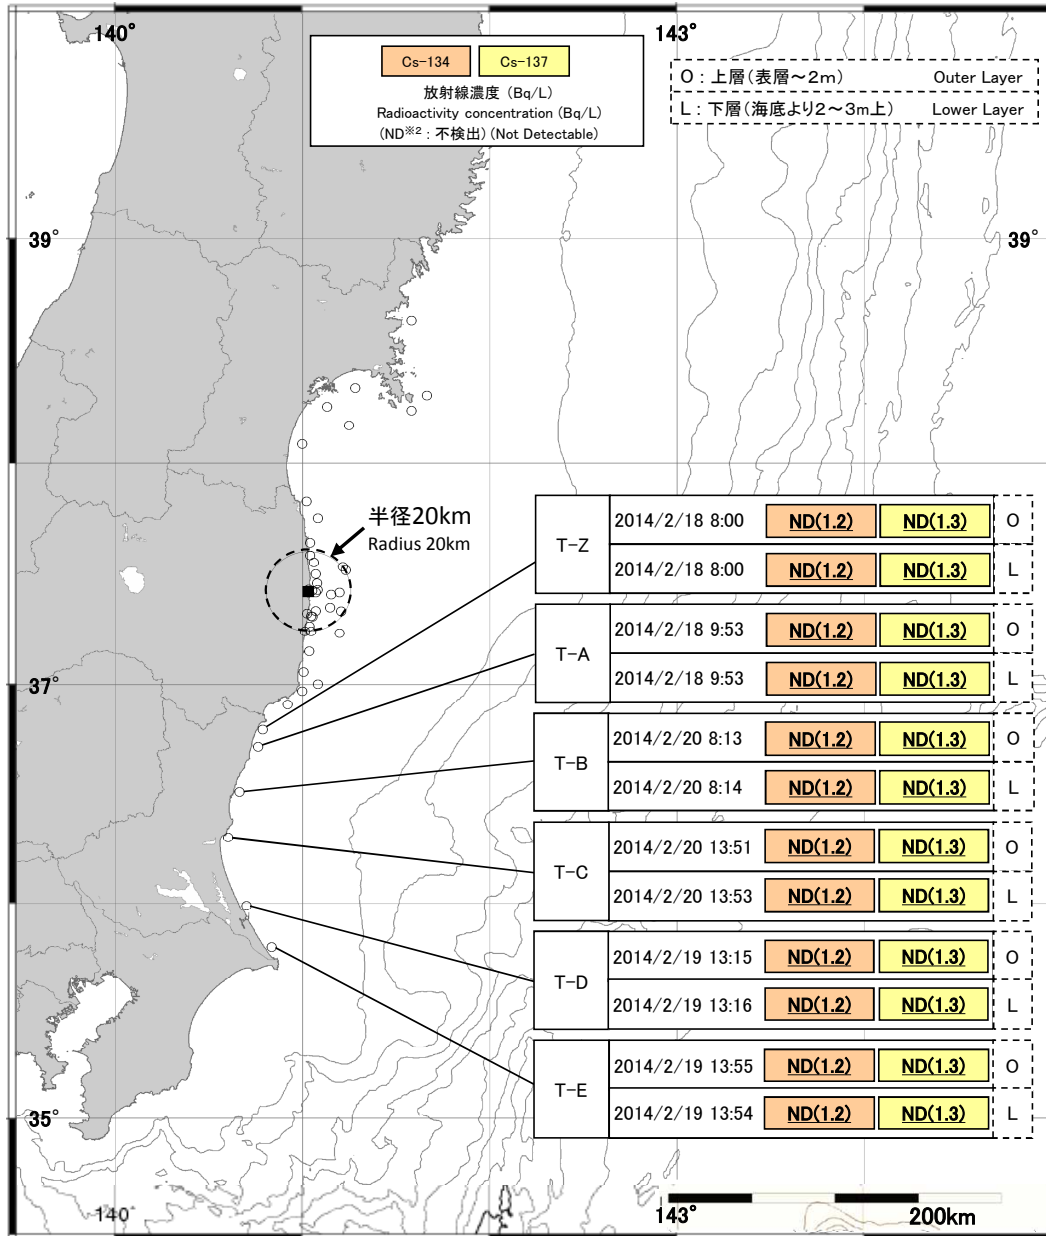 140°
143°
Cs-134
Cs-137
放射線濃度 (Bq/L)
Radioactivity concentration (Bq/L)
(ND※2 : 不検出) (Not Detectable)
O : 上層(表層～2m) Outer Layer
L : 下層(海底より2～3m上) Lower Layer
39°
39°
半径20km
Radius 20km
T-Z
2014/2/18 8:00 ND(1.2) ND(1.3) O
2014/2/18 8:00 ND(1.2) ND(1.3) L
T-A
2014/2/18 9:53 ND(1.2) ND(1.3) O
2014/2/18 9:53 ND(1.2) ND(1.3) L
37°
T-B
2014/2/20 8:13 ND(1.2) ND(1.3) O
2014/2/20 8:14 ND(1.2) ND(1.3) L
T-C
2014/2/20 13:51 ND(1.2) ND(1.3) O
2014/2/20 13:53 ND(1.2) ND(1.3) L
T-D
2014/2/19 13:15 ND(1.2) ND(1.3) O
2014/2/19 13:16 ND(1.2) ND(1.3) L
T-E
2014/2/19 13:55 ND(1.2) ND(1.3) O
2014/2/19 13:54 ND(1.2) ND(1.3) L
35°
140°
143°
200km